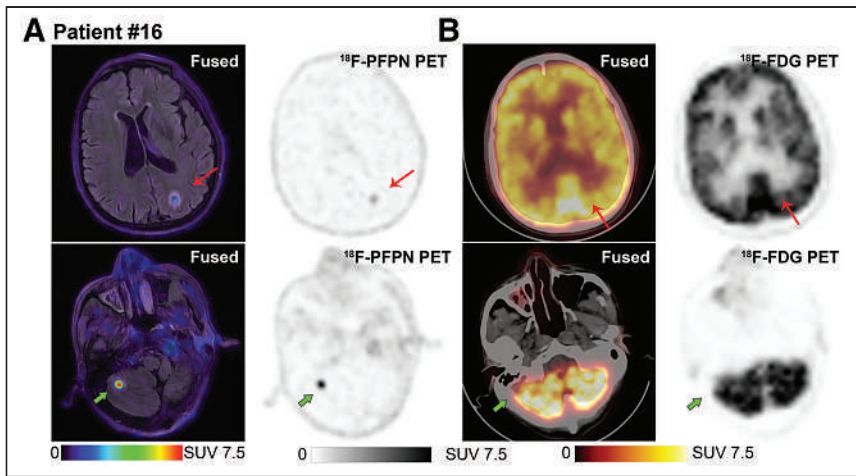 A Patient #16
B
Fused
¹⁸F-PFPN PET
Fused
¹⁸F-FDG PET
Fused
¹⁸F-PFPN PET
Fused
¹⁸F-FDG PET
0 SUV 7.5
0 SUV 7.5
0 SUV 7.5